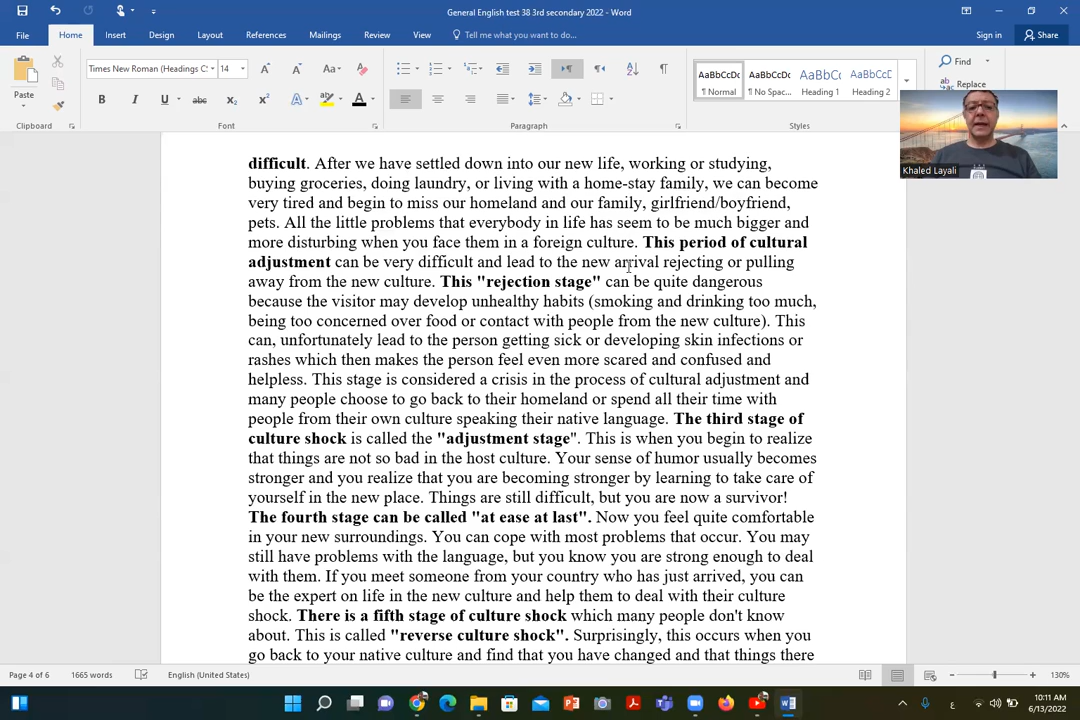 General English test 38 3rd secondary 2022 - Word
File Home Insert Design Layout References Mailings Review View Tell me what you want to do... Sign in Share
Paste
Times New Roman (Headings C 14
Aa
B I U abc X₂ X² A A
AaBbCcDc AaBbCcDc AaBbCc AaBbCcD
¶ Normal ¶ No Spac... Heading 1 Heading 2
Find
Replace
Clipboard Font Paragraph Styles
Khaled Layali
difficult. After we have settled down into our new life, working or studying,
buying groceries, doing laundry, or living with a home-stay family, we can become
very tired and begin to miss our homeland and our family, girlfriend/boyfriend,
pets. All the little problems that everybody in life has seem to be much bigger and
more disturbing when you face them in a foreign culture. This period of cultural
adjustment can be very difficult and lead to the new arrival rejecting or pulling
away from the new culture. This "rejection stage" can be quite dangerous
because the visitor may develop unhealthy habits (smoking and drinking too much,
being too concerned over food or contact with people from the new culture). This
can, unfortunately lead to the person getting sick or developing skin infections or
rashes which then makes the person feel even more scared and confused and
helpless. This stage is considered a crisis in the process of cultural adjustment and
many people choose to go back to their homeland or spend all their time with
people from their own culture speaking their native language. The third stage of
culture shock is called the "adjustment stage". This is when you begin to realize
that things are not so bad in the host culture. Your sense of humor usually becomes
stronger and you realize that you are becoming stronger by learning to take care of
yourself in the new place. Things are still difficult, but you are now a survivor!
The fourth stage can be called "at ease at last". Now you feel quite comfortable
in your new surroundings. You can cope with most problems that occur. You may
still have problems with the language, but you know you are strong enough to deal
with them. If you meet someone from your country who has just arrived, you can
be the expert on life in the new culture and help them to deal with their culture
shock. There is a fifth stage of culture shock which many people don't know
about. This is called "reverse culture shock". Surprisingly, this occurs when you
go back to your native culture and find that you have changed and that things there
Page 4 of 6 1665 words English (United States) 130%
10:11 AM
6/13/2022